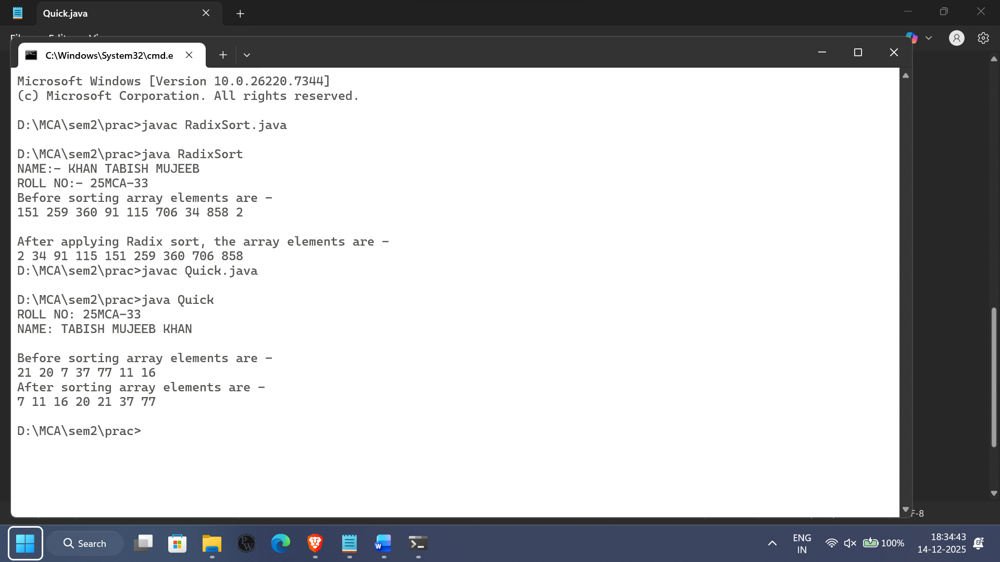 Quick.java
C:\Windows\System32\cmd.e
Microsoft Windows [Version 10.0.26220.7344]
(c) Microsoft Corporation. All rights reserved.
D:\MCA\sem2\prac>javac RadixSort.java
D:\MCA\sem2\prac>java RadixSort
NAME:- KHAN TABISH MUJEEB
ROLL NO:- 25MCA-33
Before sorting array elements are -
151 259 360 91 115 706 34 858 2
After applying Radix sort, the array elements are -
2 34 91 115 151 259 360 706 858
D:\MCA\sem2\prac>javac Quick.java
D:\MCA\sem2\prac>java Quick
ROLL NO: 25MCA-33
NAME: TABISH MUJEEB KHAN
Before sorting array elements are -
21 20 7 37 77 11 16
After sorting array elements are -
7 11 16 20 21 37 77
D:\MCA\sem2\prac>
F-8
Search
PW
W
ENG
IN
100%
18:34:43
14-12-2025